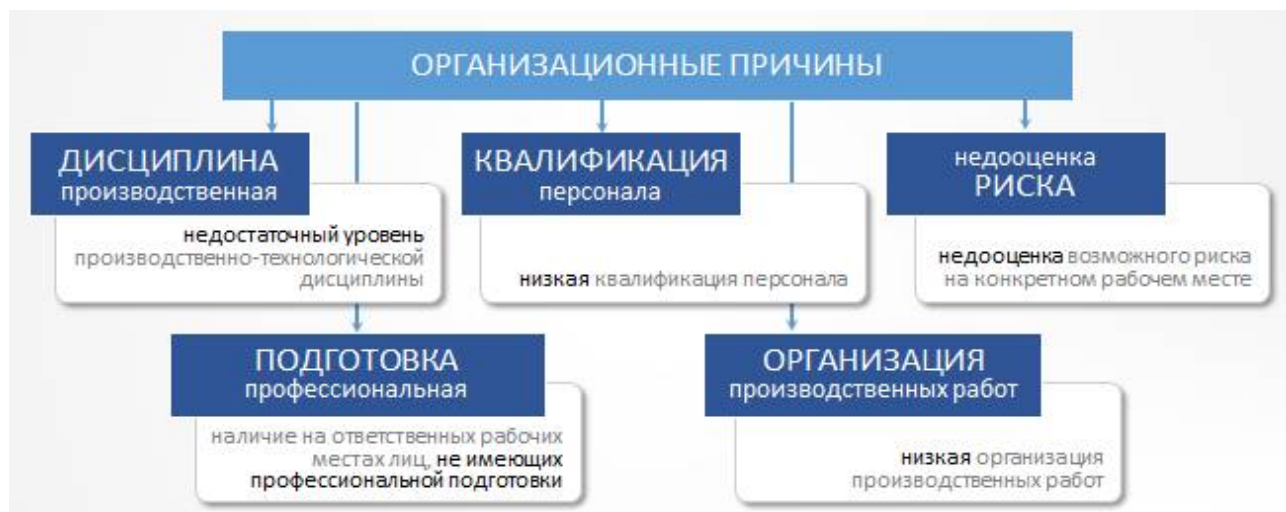 ОРГАНИЗАЦИОННЫЕ ПРИЧИНЫ
ДИСЦИПЛИНА
производственная
недостаточный уровень
производственно-технологической
дисциплины
КВАЛИФИКАЦИЯ
персонала
низкая квалификация персонала
недооценка
РИСКА
недооценка возможного риска
на конкретном рабочем месте
ПОДГОТОВКА
профессиональная
наличие на ответственных рабочих
местах лиц, не имеющих
профессиональной подготовки
ОРГАНИЗАЦИЯ
производственных работ
низкая организация
производственных работ